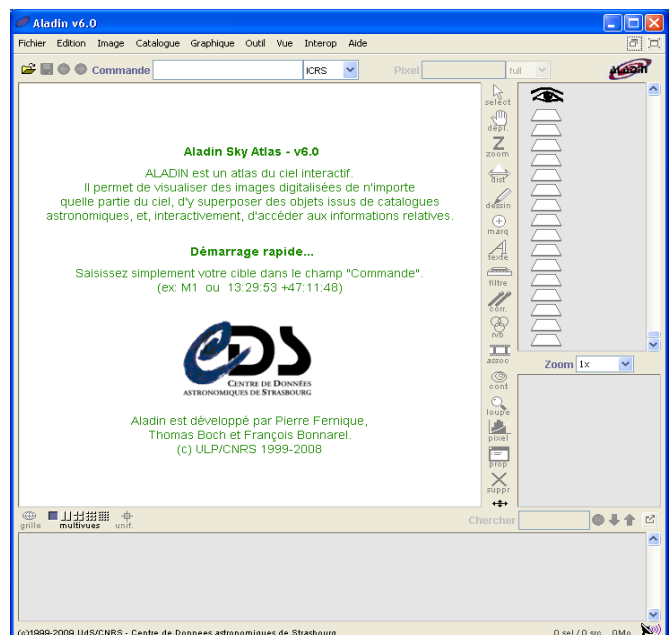 Aladin v6.0
Fichier Edition Image Catalogue Graphique Outil Vue Interop Aide
Commande ICRS Pixel full Aladin
select
dépl.
zoom
dist
dessin
marq
texte
filtre
corr.
rvb
assoc
cont
loupe
pixel
prop
suppr
Aladin Sky Atlas - v6.0
ALADIN est un atlas du ciel interactif.
Il permet de visualiser des images digitalisées de n'importe
quelle partie du ciel, d'y superposer des objets issus de catalogues
astronomiques, et, interactivement, d'accéder aux informations relatives.
Démarrage rapide...
Saisissez simplement votre cible dans le champ "Commande".
(ex: M1 ou 13:29:53 +47:11:48)
CDS
CENTRE DE DONNÉES
ASTRONOMIQUES DE STRASBOURG
Aladin est développé par Pierre Fernique,
Thomas Boch et François Bonnarel.
(c) ULP/CNRS 1999-2008
Zoom 1x
grille multivues unif.
Chercher
(c)1999-2009 UdS/CNRS - Centre de Donnees astronomiques de Strasbourg 0 sel / 0 src 0Mo